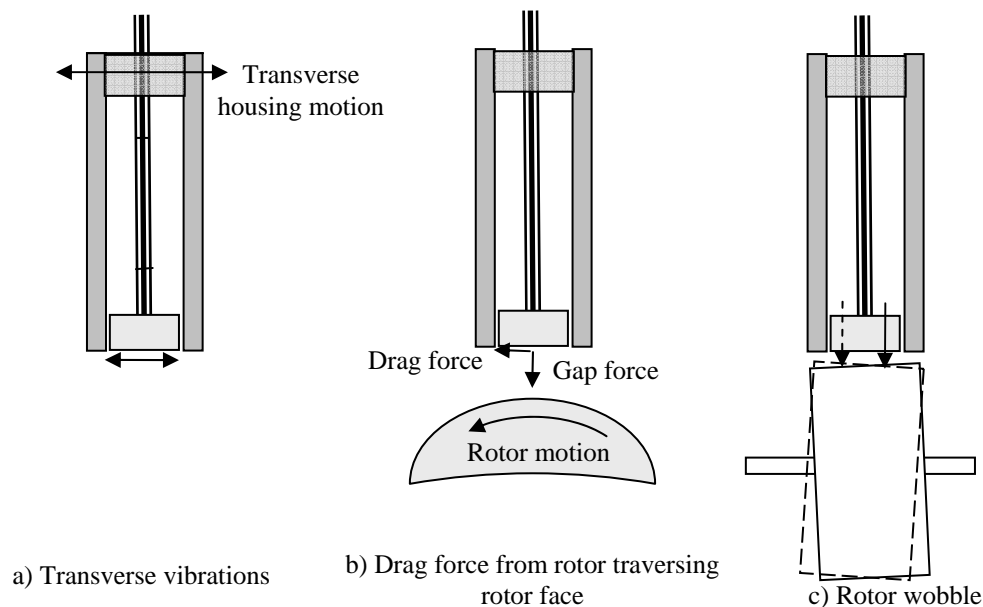 Transverse
housing motion
Drag force
Gap force
Rotor motion
a) Transverse vibrations
b) Drag force from rotor traversing
rotor face
c) Rotor wobble